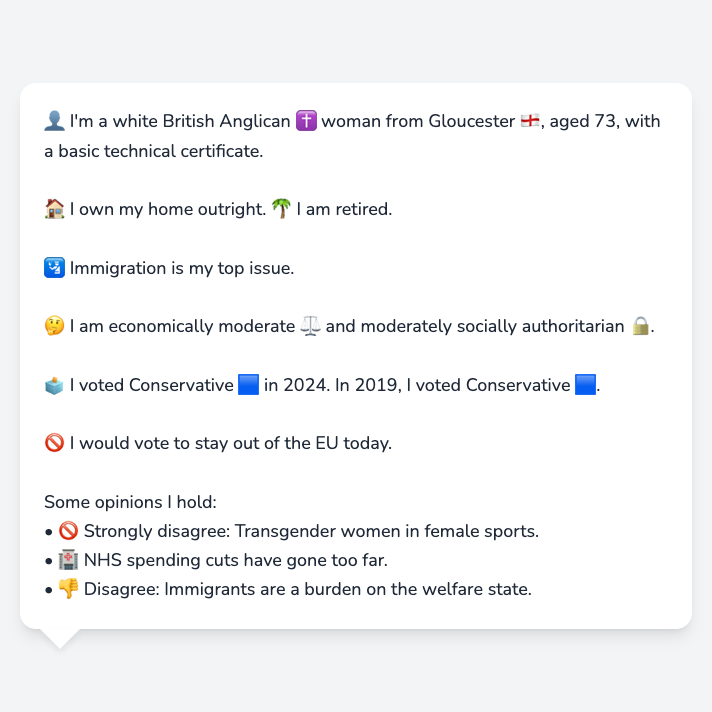 👤 I'm a white British Anglican ✝️ woman from Gloucester 🏴󠁧󠁢󠁥󠁮󠁧󠁿, aged 73, with
a basic technical certificate.
🏠 I own my home outright. 🌴 I am retired.
🛂 Immigration is my top issue.
🤔 I am economically moderate ⚖️ and moderately socially authoritarian 🔒.
🗳️ I voted Conservative 🟦 in 2024. In 2019, I voted Conservative 🟦.
🚫 I would vote to stay out of the EU today.
Some opinions I hold:
• 🚫 Strongly disagree: Transgender women in female sports.
• 🏥 NHS spending cuts have gone too far.
• 👎 Disagree: Immigrants are a burden on the welfare state.